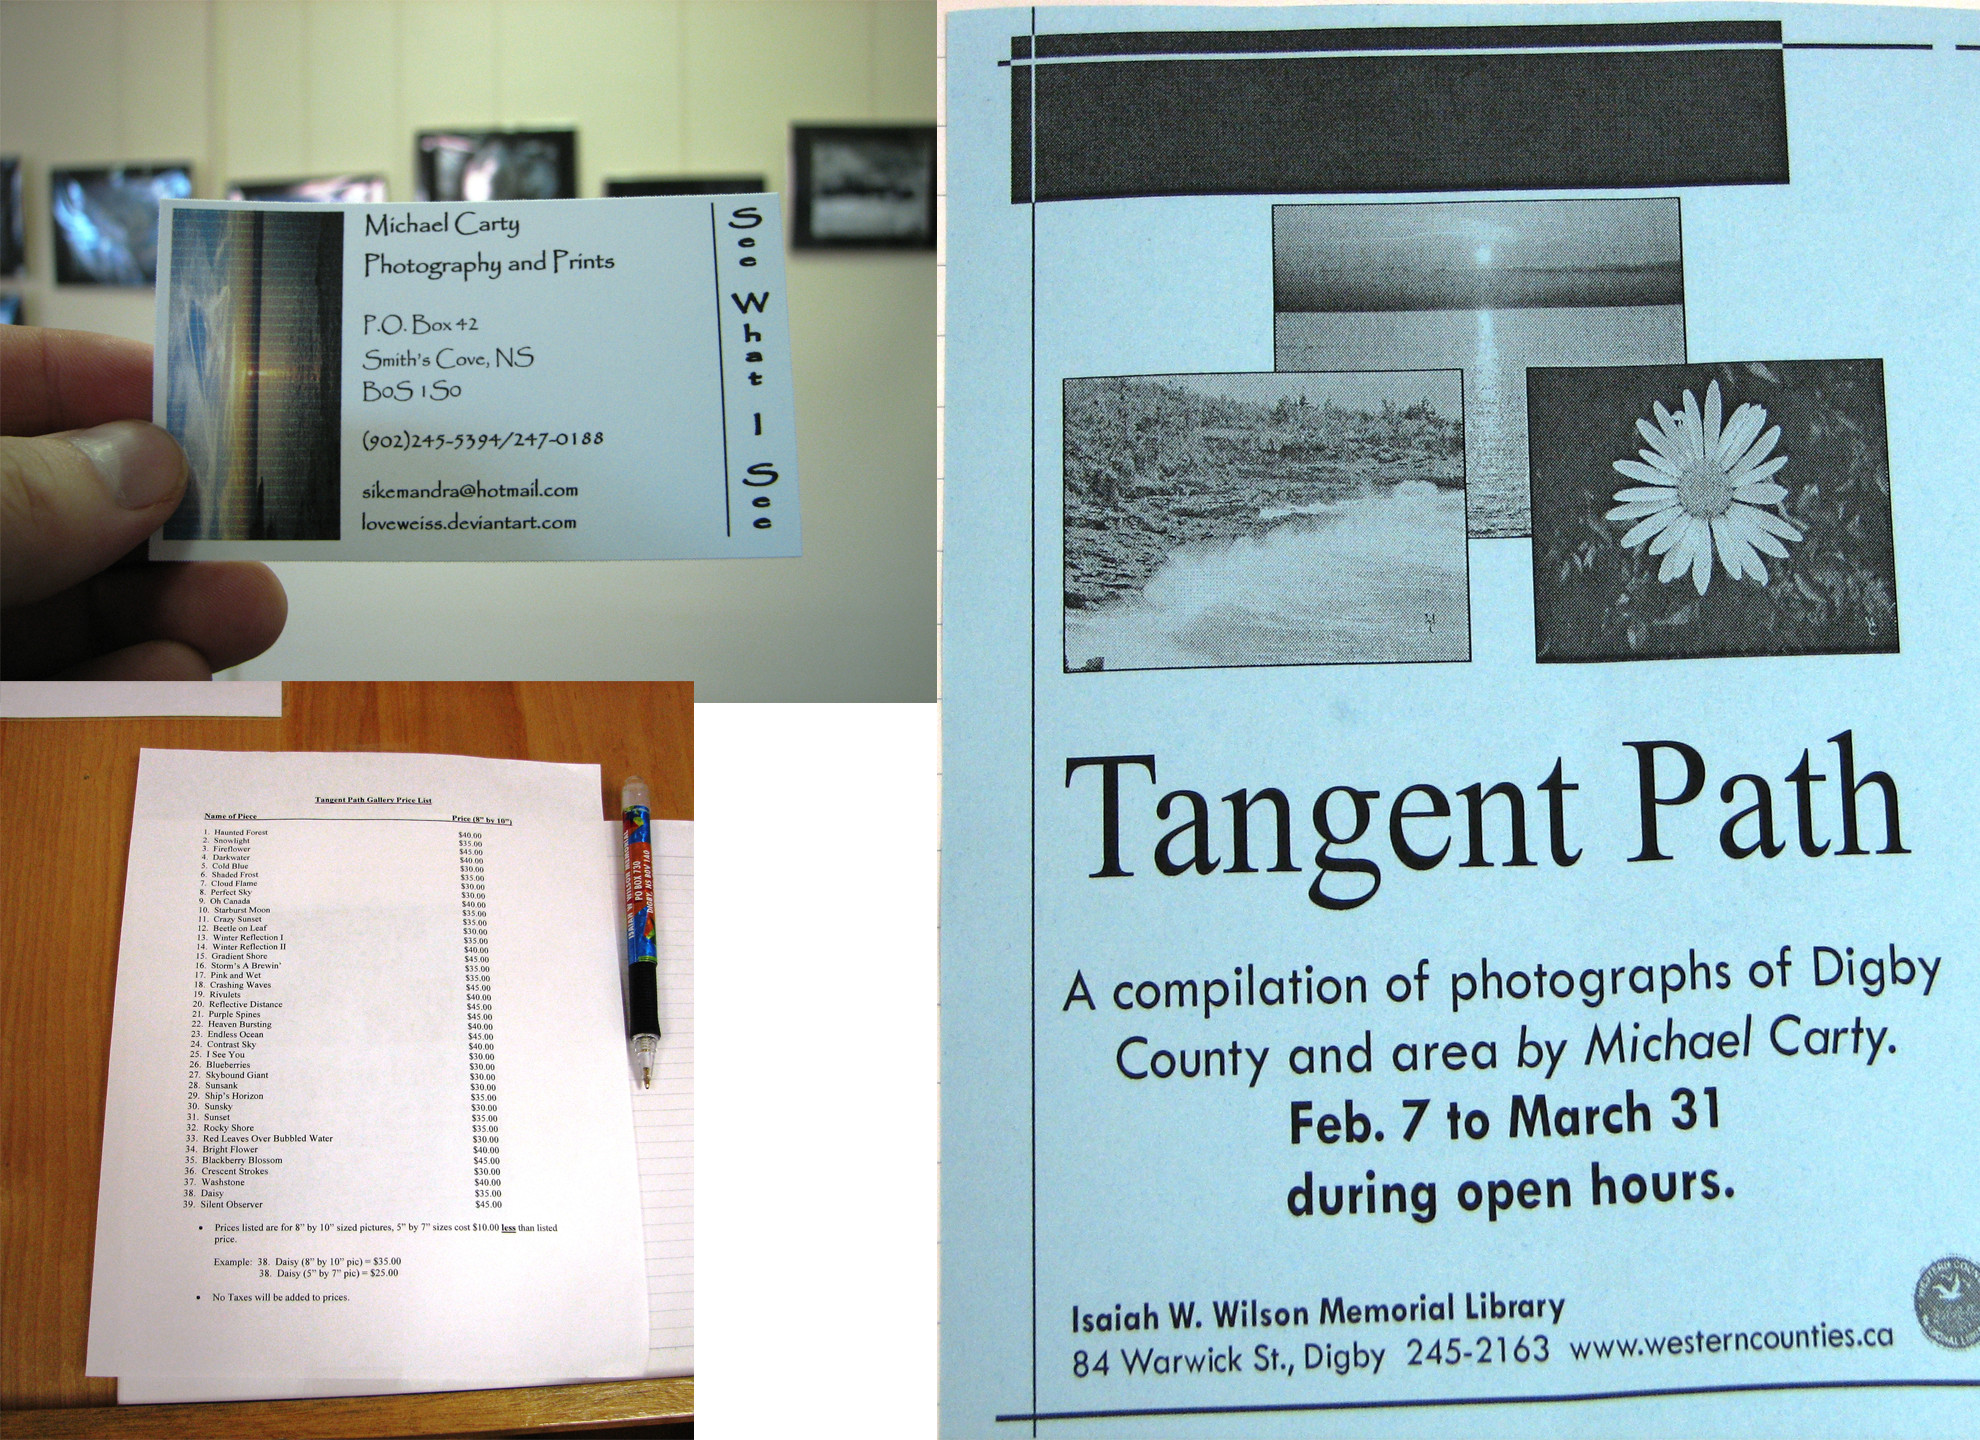 Michael Carty
Photography and Prints
P.O. Box 42
Smith's Cove, NS
B0S 1S0
(902)245-5394/247-0188
sikemandra@hotmail.com
loveweiss.deviantart.com
See What I See
Tangent Path Gallery Price List
Name of Piece Price (8" by 10")
1. Haunted Forest $40.00
2. Snowlight $35.00
3. Fireflower $45.00
4. Darkwater $40.00
5. Cold Blue $30.00
6. Shaded Frost $35.00
7. Cloud Flame $30.00
8. Perfect Sky $30.00
9. Oh Canada $40.00
10. Starburst Moon $35.00
11. Crazy Sunset $35.00
12. Beetle on Leaf $30.00
13. Winter Reflection I $35.00
14. Winter Reflection II $40.00
15. Gradient Shore $45.00
16. Storm's A Brewin' $35.00
17. Pink and Wet $35.00
18. Crashing Waves $45.00
19. Rivulets $40.00
20. Reflective Distance $45.00
21. Purple Spines $45.00
22. Heaven Bursting $40.00
23. Endless Ocean $45.00
24. Contrast Sky $40.00
25. I See You $30.00
26. Blueberries $30.00
27. Skybound Giant $30.00
28. Sunsank $30.00
29. Ship's Horizon $35.00
30. Sunsky $30.00
31. Sunset $35.00
32. Rocky Shore $35.00
33. Red Leaves Over Bubbled Water $30.00
34. Bright Flower $40.00
35. Blackberry Blossom $45.00
36. Crescent Strokes $30.00
37. Washstone $40.00
38. Daisy $35.00
39. Silent Observer $45.00
• Prices listed are for 8" by 10" sized pictures, 5" by 7" sizes cost $10.00 less than listed
price.
Example: 38. Daisy (8" by 10" pic) = $35.00
38. Daisy (5" by 7" pic) = $25.00
• No Taxes will be added to prices.
ISAIAH W WILSON MEMORIAL
PO BOX 730
DIGBY, NS B0V 1A0
Tangent Path
A compilation of photographs of Digby
County and area by Michael Carty.
Feb. 7 to March 31
during open hours.
Isaiah W. Wilson Memorial Library
84 Warwick St., Digby 245-2163 www.westerncounties.ca